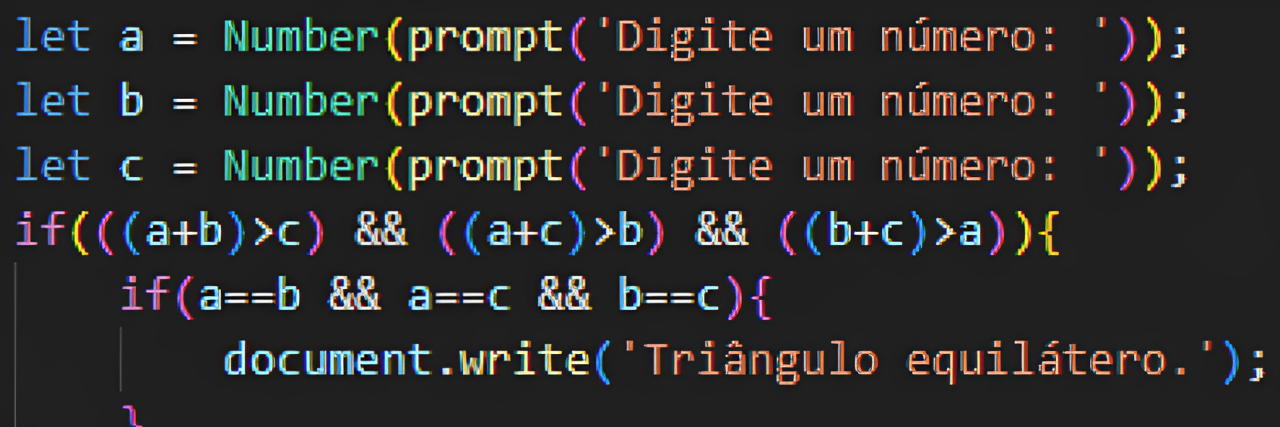 let a = Number(prompt('Digite um número: '));
let b = Number(prompt('Digite um número: '));
let c = Number(prompt('Digite um número: '));
if(((a+b)>c) && ((a+c)>b) && ((b+c)>a)){
if(a==b && a==c && b==c){
document.write('Triângulo equilátero.');
}